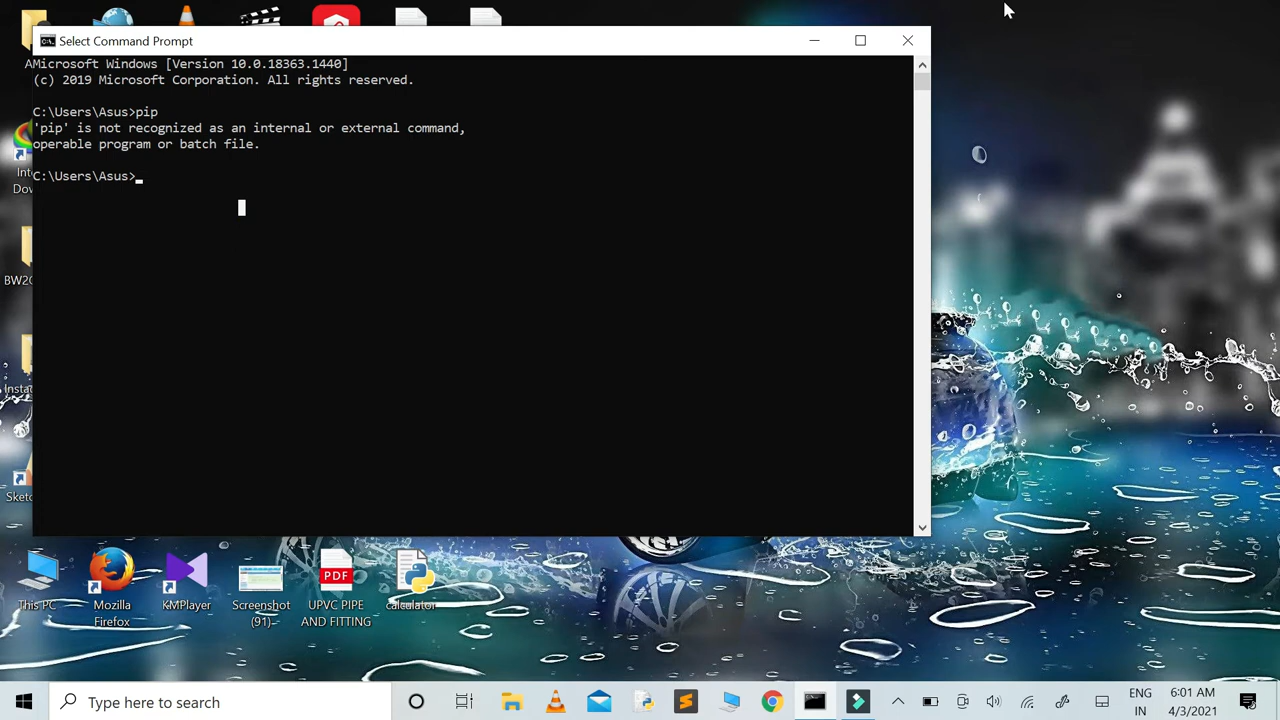 Select Command Prompt
AMicrosoft Windows [Version 10.0.18363.1440]
(c) 2019 Microsoft Corporation. All rights reserved.
C:\Users\Asus>pip
'pip' is not recognized as an internal or external command,
operable program or batch file.
C:\Users\Asus>
This PC
Mozilla
Firefox
KMPlayer
Screenshot
(91)
UPVC PIPE
AND FITTING
calculator
PDF
Type here to search
ENG
IN
6:01 AM
4/3/2021